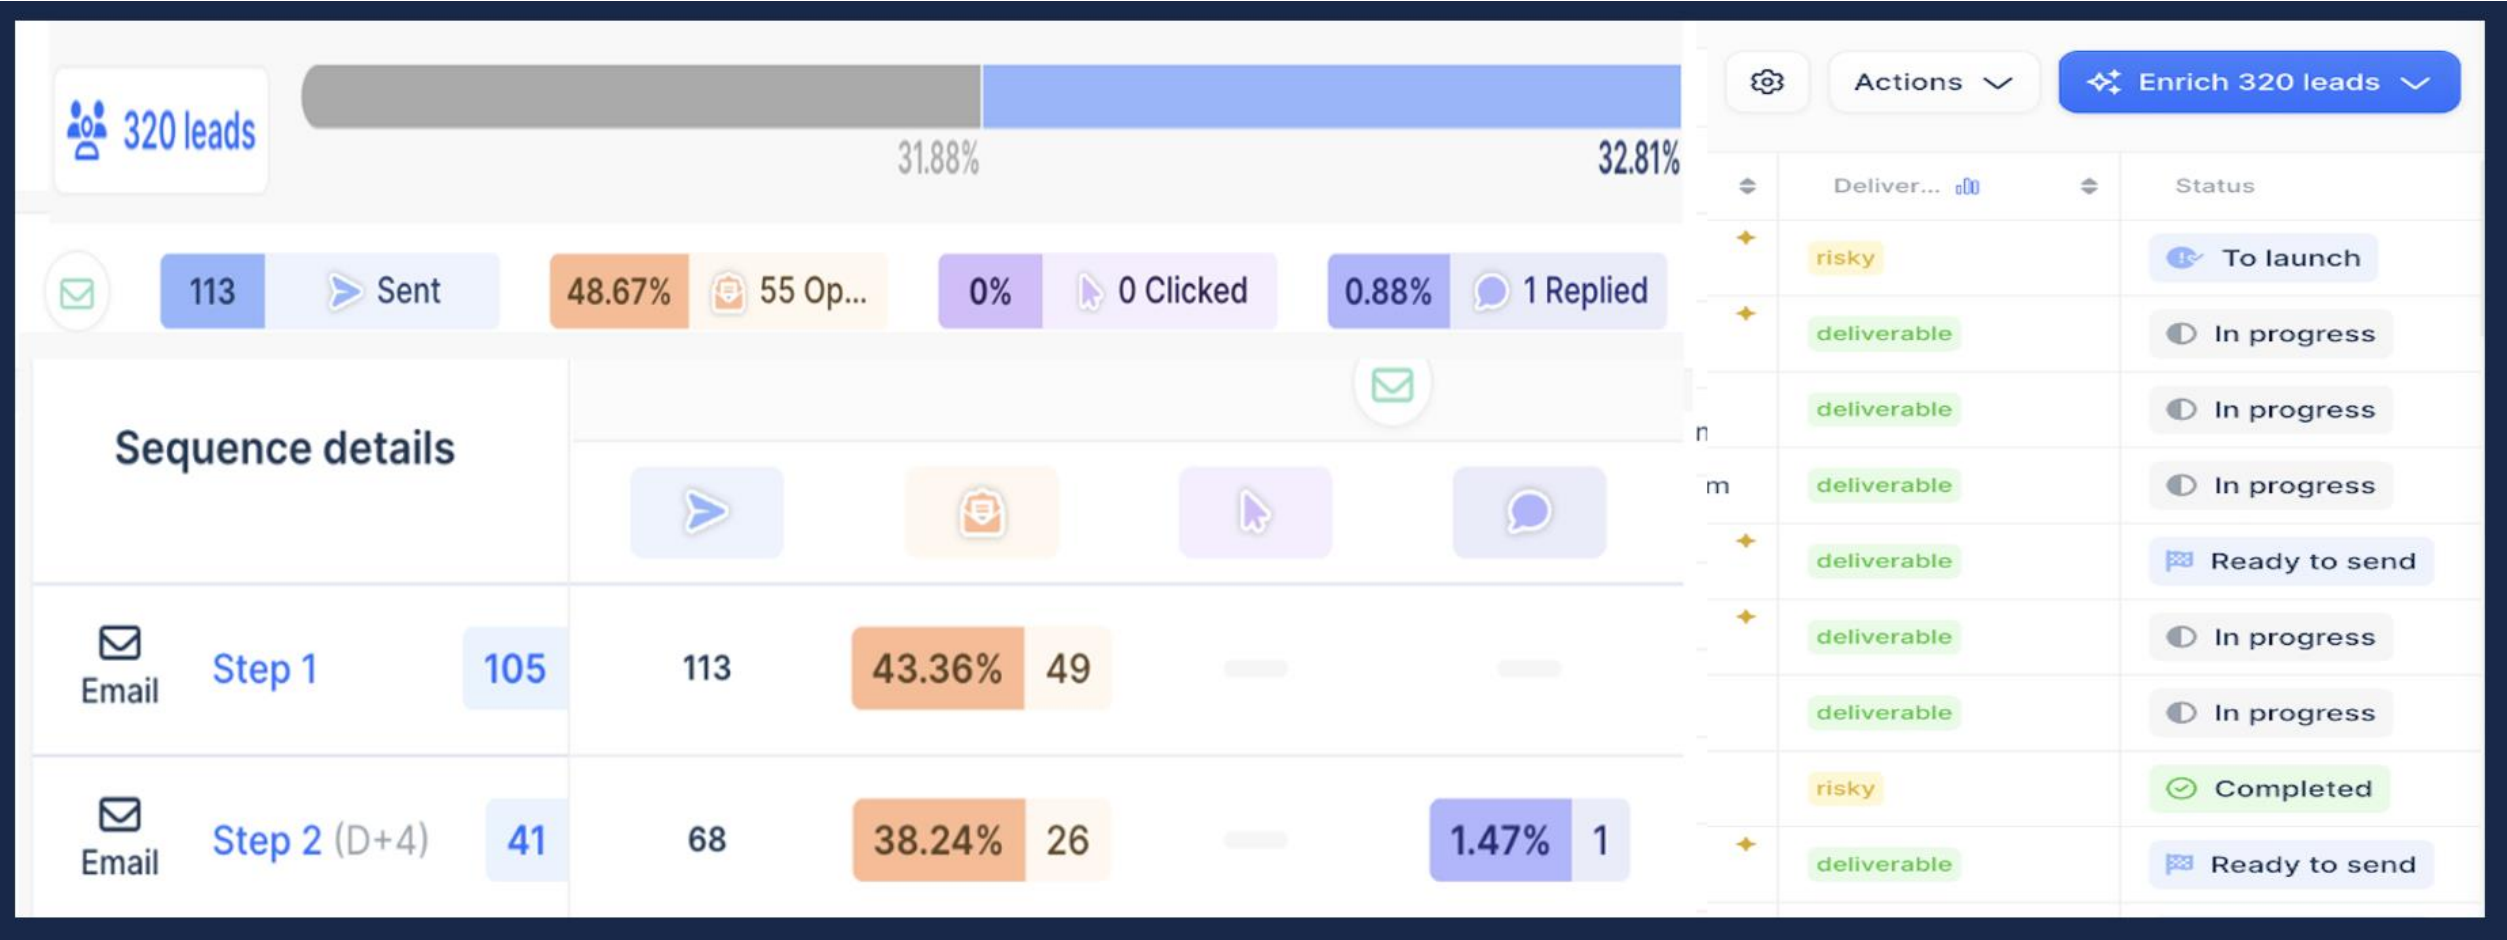 320 leads
31.88%
32.81%
113 Sent
48.67% 55 Op...
0% 0 Clicked
0.88% 1 Replied
Sequence details
Email Step 1 105 113 43.36% 49
Email Step 2 (D+4) 41 68 38.24% 26 1.47% 1
Actions
Enrich 320 leads
Deliver... Status
risky To launch
deliverable In progress
deliverable In progress
n
m deliverable In progress
deliverable Ready to send
deliverable In progress
deliverable In progress
risky Completed
deliverable Ready to send